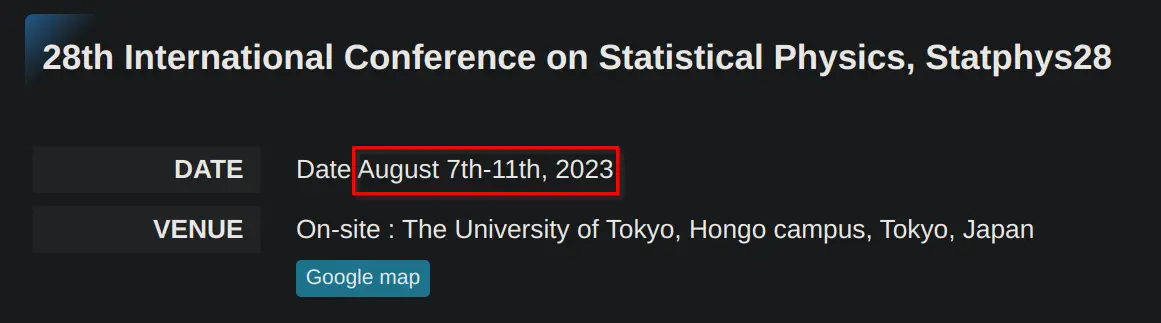 28th International Conference on Statistical Physics, Statphys28
DATE Date August 7th-11th, 2023
VENUE On-site : The University of Tokyo, Hongo campus, Tokyo, Japan
Google map